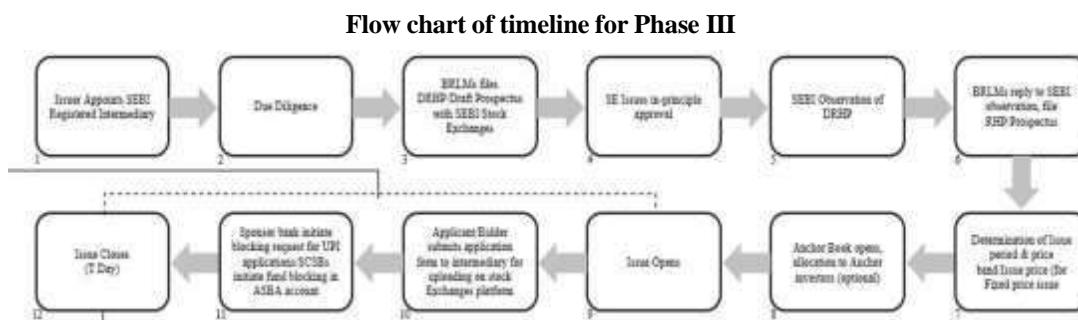 Flow chart of timeline for Phase III
Issuer Appoints SEBI
Registered Intermediary
1
Due Diligence
2
BRLMs files
DRHP Draft Prospectus
with SEBI Stock
Exchanges
3
SE Issues in-principle
approval
4
SEBI Observation of
DRHP
5
BRLMs reply to SEBI
observation, file
RHP Prospectus
6
Determination of Issue
period & price
band Issue price (for
Fixed price issue
7
Anchor Book opens,
allocation to Anchor
investors (optional)
8
Issue Opens
9
Applicant/Bidder
submits application
form to intermediary for
uploading on stock
Exchanges platform
10
Sponsor bank initiate
blocking request for UPI
applications SCSBs
initiate fund blocking in
ASBA account
11
Issue Closes
(T Day)
12